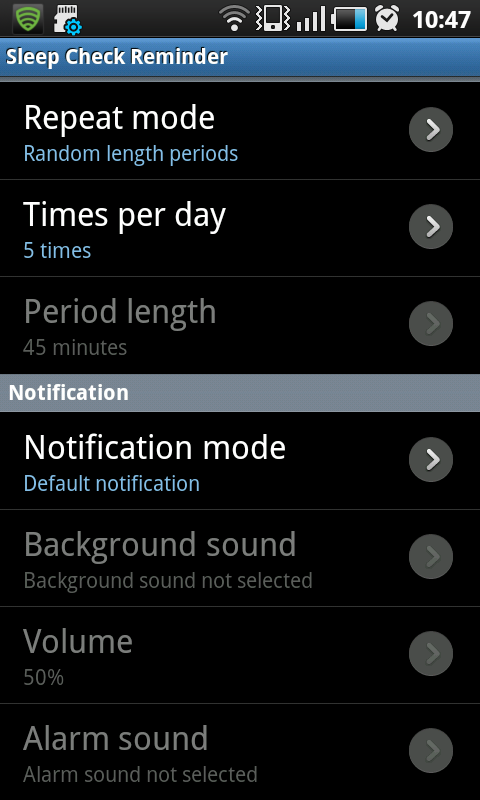 10:47
Sleep Check Reminder
Repeat mode
Random length periods
Times per day
5 times
Period length
45 minutes
Notification
Notification mode
Default notification
Background sound
Background sound not selected
Volume
50%
Alarm sound
Alarm sound not selected